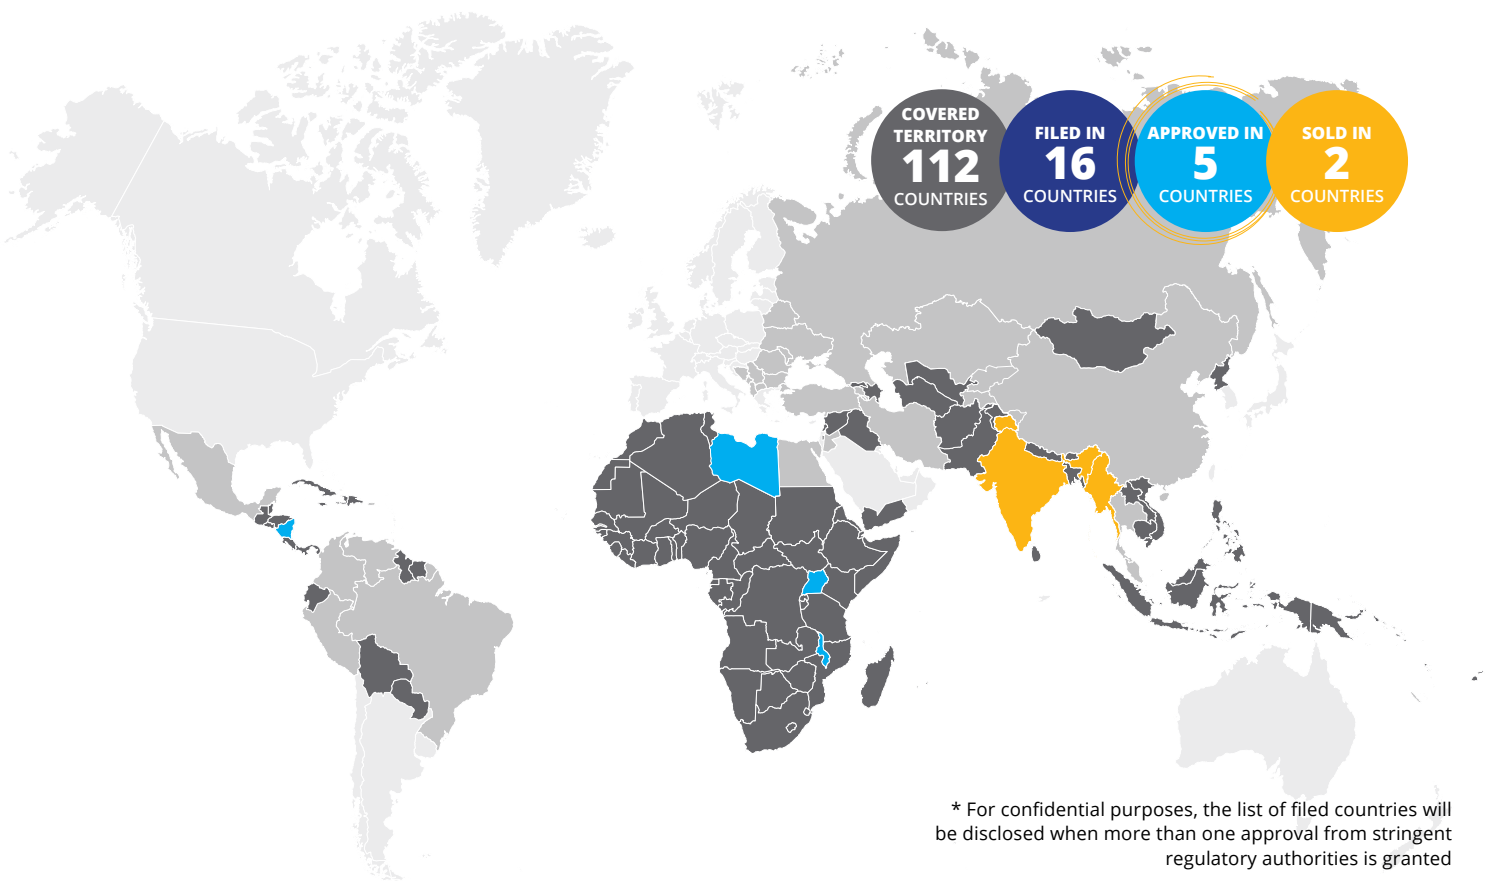 COVERED
TERRITORY
112
COUNTRIES
FILED IN
16
COUNTRIES
APPROVED IN
5
COUNTRIES
SOLD IN
2
COUNTRIES
* For confidential purposes, the list of filed countries will
be disclosed when more than one approval from stringent
regulatory authorities is granted